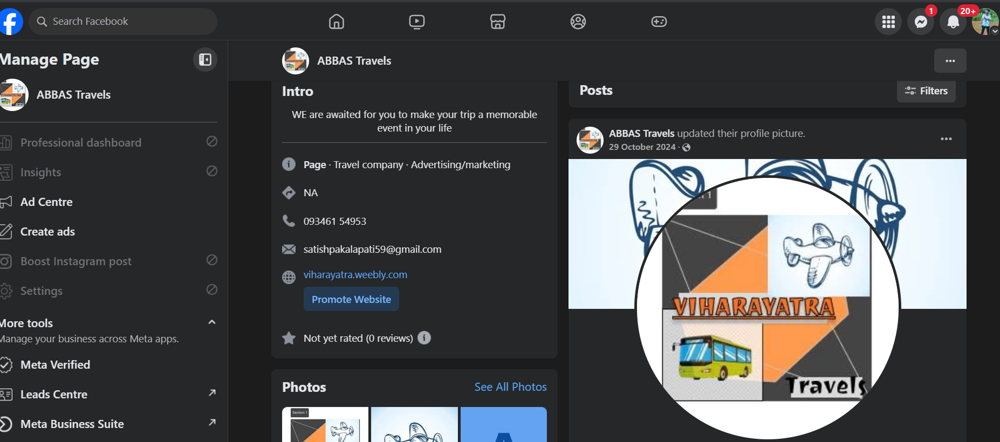 Search Facebook
1
20+
Manage Page
ABBAS Travels
Professional dashboard
Insights
Ad Centre
Create ads
Boost Instagram post
Settings
More tools
Manage your business across Meta apps.
Meta Verified
Leads Centre
Meta Business Suite
ABBAS Travels
Intro
WE are awaited for you to make your trip a memorable
event in your life
Page · Travel company · Advertising/marketing
NA
093461 54953
satishpakalapati59@gmail.com
viharayatra.weebly.com
Promote Website
Not yet rated (0 reviews)
Photos
See All Photos
Section 1
A
Posts
Filters
ABBAS Travels updated their profile picture.
29 October 2024 ·
VIHARAYATRA
Travels